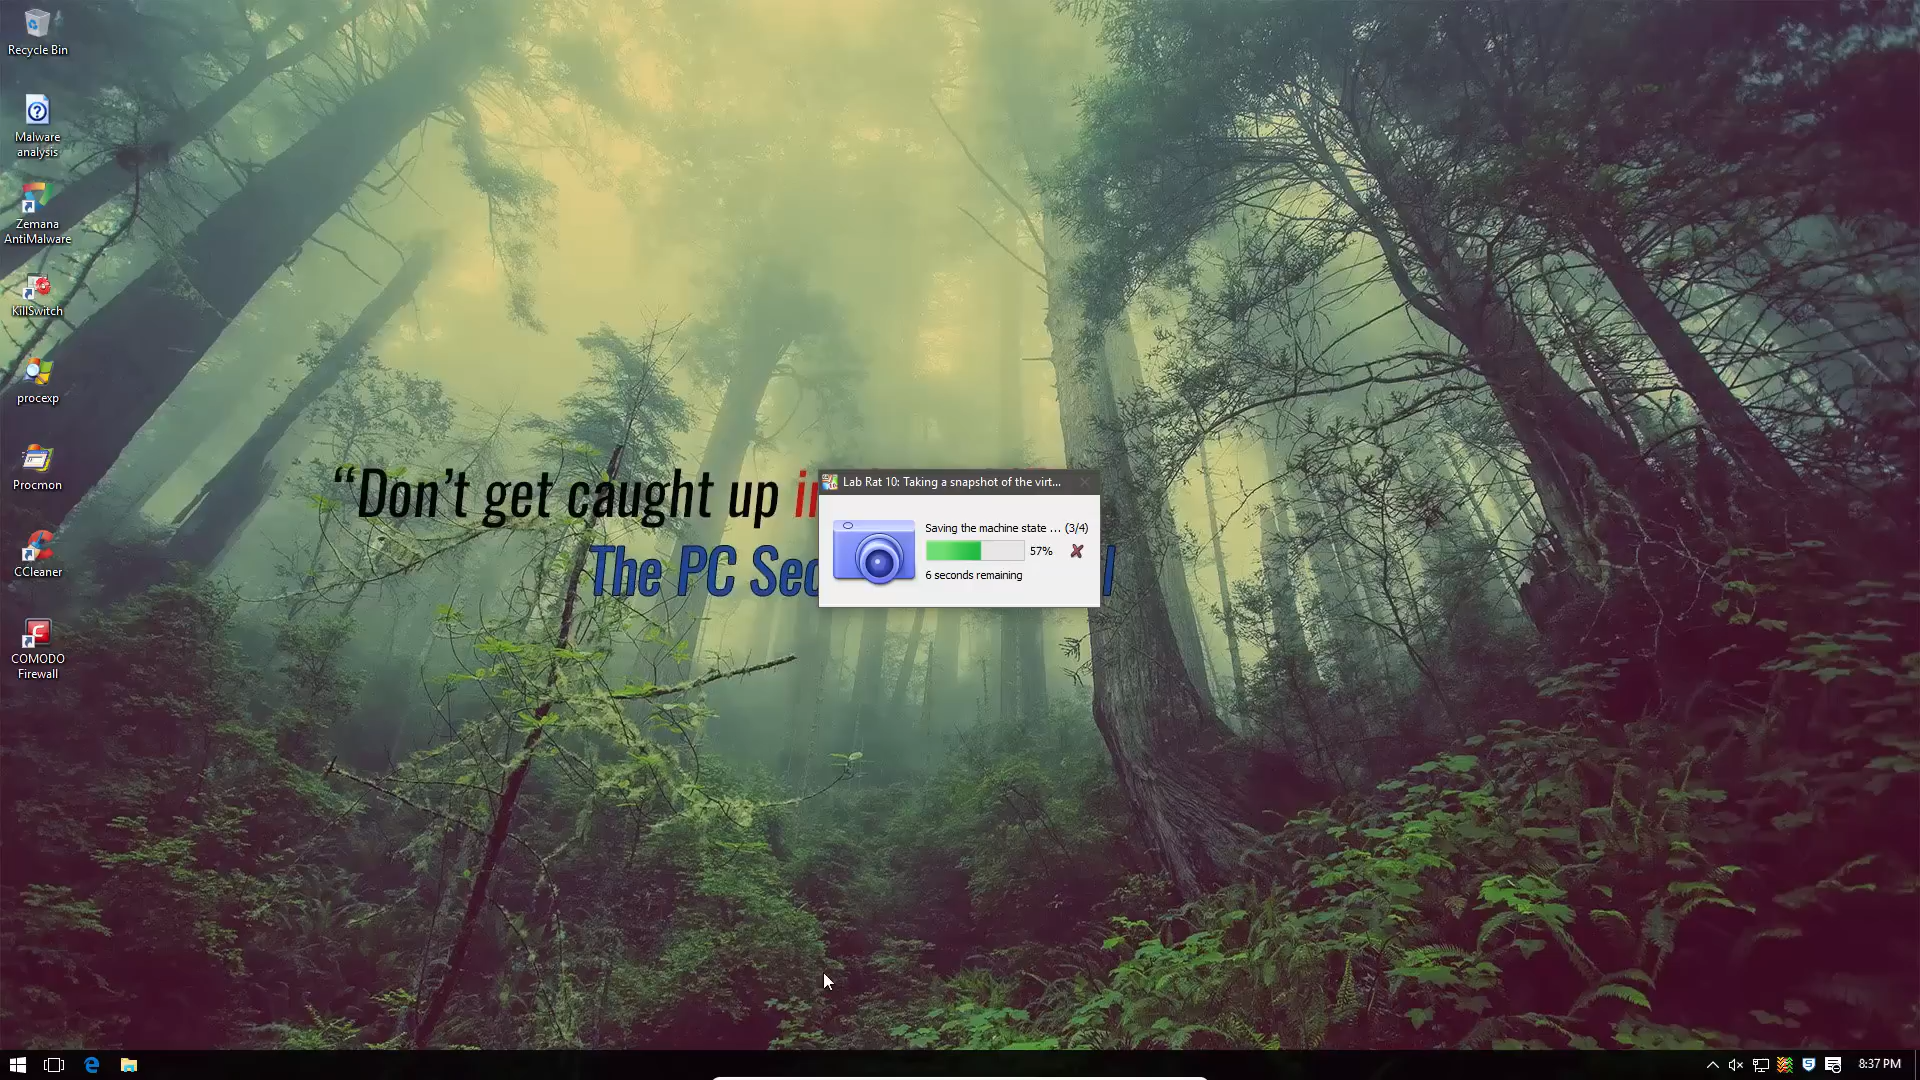 Recycle Bin
Malware
analysis
Zemana
AntiMalware
KillSwitch
procexp
Procmon
CCleaner
COMODO
Firewall
“Don’t get caught up
The PC Sec
Lab Rat 10: Taking a snapshot of the virt...
Saving the machine state ... (3/4)
57%
6 seconds remaining
8:37 PM